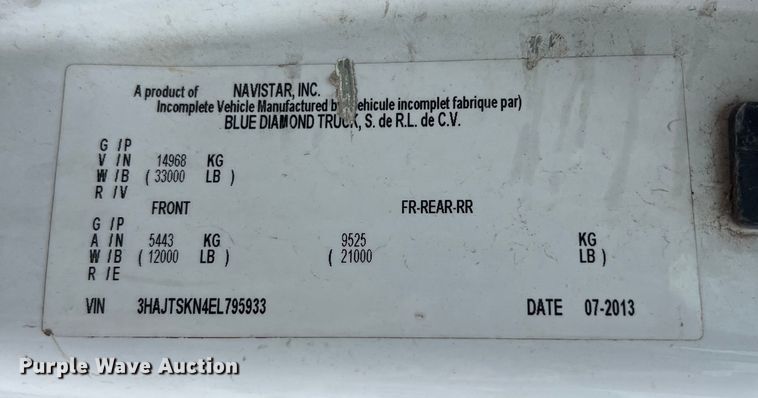 A product of NAVISTAR, INC.
Incomplete Vehicle Manufactured by Vehicule incomplet fabrique par)
BLUE DIAMOND TRUCK, S. de R.L. de C.V.
G / P
V / N 14968 KG
W / B ( 33000 LB )
R / V
FRONT FR-REAR-RR
G / P
A / N 5443 KG 9525 KG
W / B ( 12000 LB ) ( 21000 LB )
R / E
VIN 3HAJTSKN4EL795933 DATE 07-2013
Purple Wave Auction